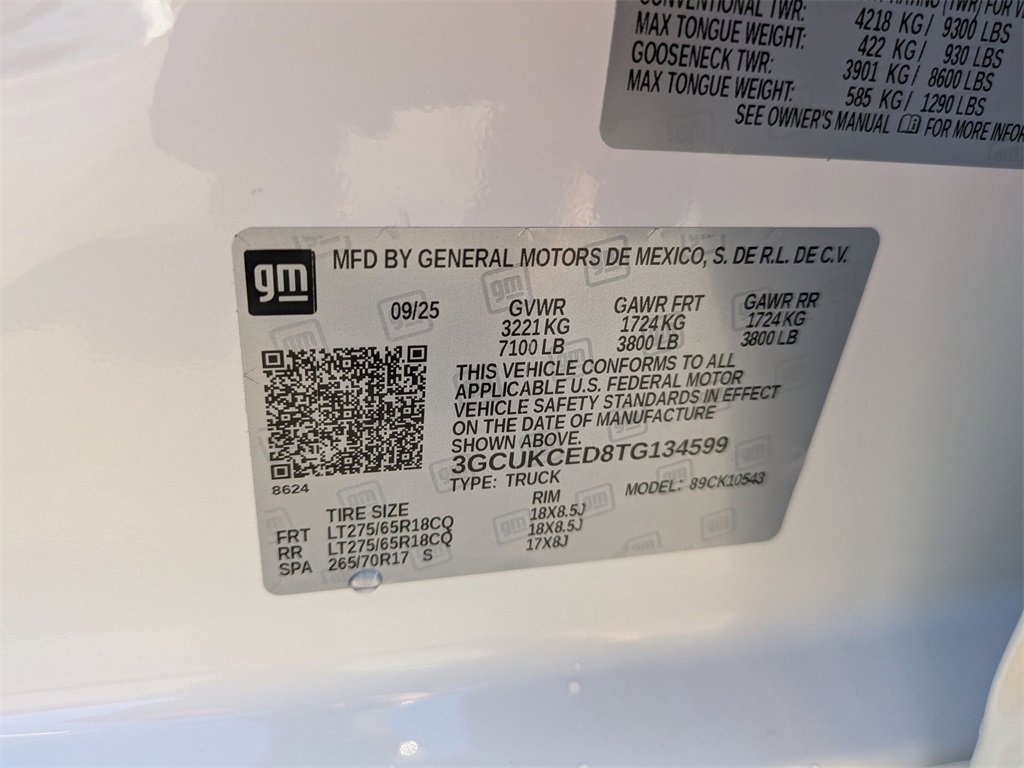 CONVENTIONAL TWR: 4218 KG/ 9300 LBS
MAX TONGUE WEIGHT: 422 KG/ 930 LBS
GOOSENECK TWR: 3901 KG/ 8600 LBS
MAX TONGUE WEIGHT: 585 KG/ 1290 LBS
SEE OWNER'S MANUAL FOR MORE INFOR
gm
MFD BY GENERAL MOTORS DE MEXICO, S. DE R.L. DE C.V.
09/25 GVWR GAWR FRT GAWR RR
3221 KG 1724 KG 1724 KG
7100 LB 3800 LB 3800 LB
THIS VEHICLE CONFORMS TO ALL
APPLICABLE U.S. FEDERAL MOTOR
VEHICLE SAFETY STANDARDS IN EFFECT
ON THE DATE OF MANUFACTURE
SHOWN ABOVE.
3GCUKCED8TG134599
8624
TYPE: TRUCK MODEL: 89CK10543
TIRE SIZE RIM
FRT LT275/65R18CQ 18X8.5J
RR LT275/65R18CQ 18X8.5J
SPA 265/70R17 S 17X8J